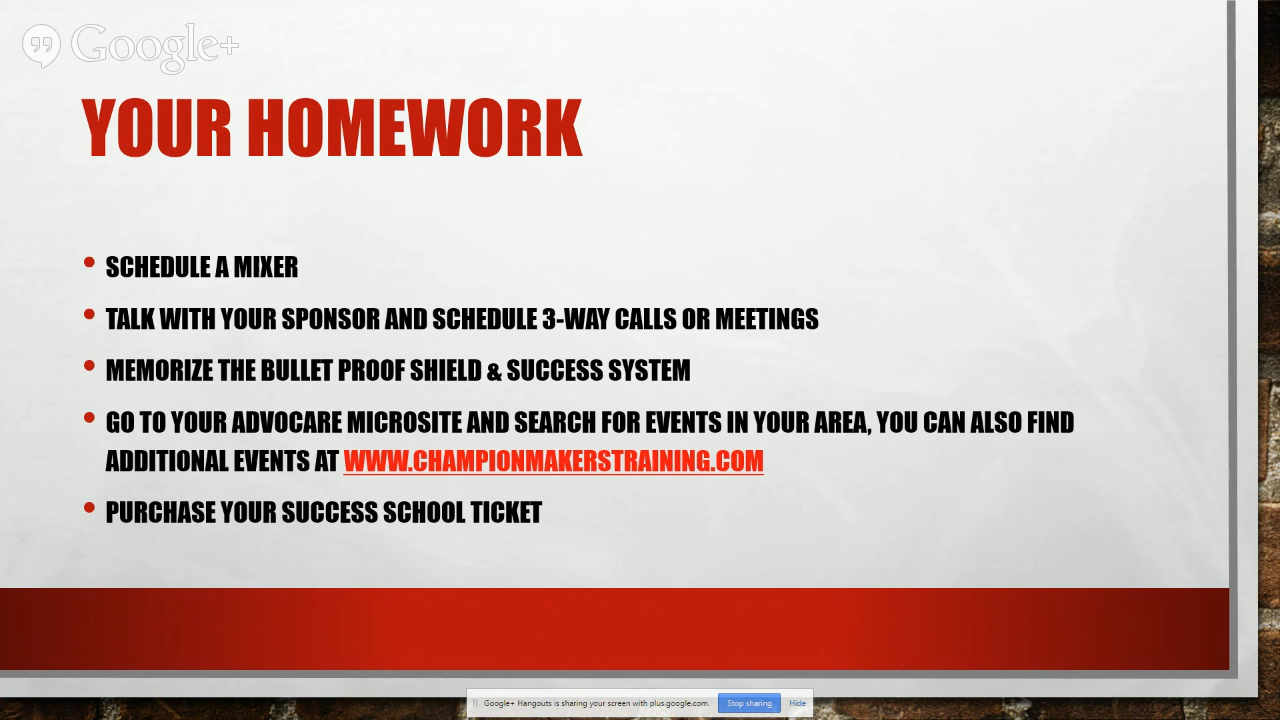 Google+
YOUR HOMEWORK
• SCHEDULE A MIXER
• TALK WITH YOUR SPONSOR AND SCHEDULE 3-WAY CALLS OR MEETINGS
• MEMORIZE THE BULLET PROOF SHIELD & SUCCESS SYSTEM
• GO TO YOUR ADVOCARE MICROSITE AND SEARCH FOR EVENTS IN YOUR AREA, YOU CAN ALSO FIND
ADDITIONAL EVENTS AT WWW.CHAMPIONMAKERSTRAINING.COM
• PURCHASE YOUR SUCCESS SCHOOL TICKET
Google+ Hangouts is sharing your screen with plus.google.com. Stop sharing Hide